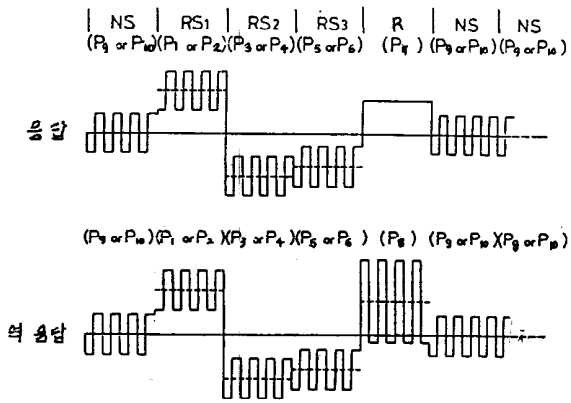 NS RS1 RS2 RS3 R NS NS
(P9 or P10) (P1 or P2) (P3 or P4) (P5 or P6) (P9 or P10) (P9 or P10)
응답
(P9 or P10) (P1 or P2) (P3 or P4) (P5 or P6) (P8) (P9 or P10) (P9 or P10)
역응답